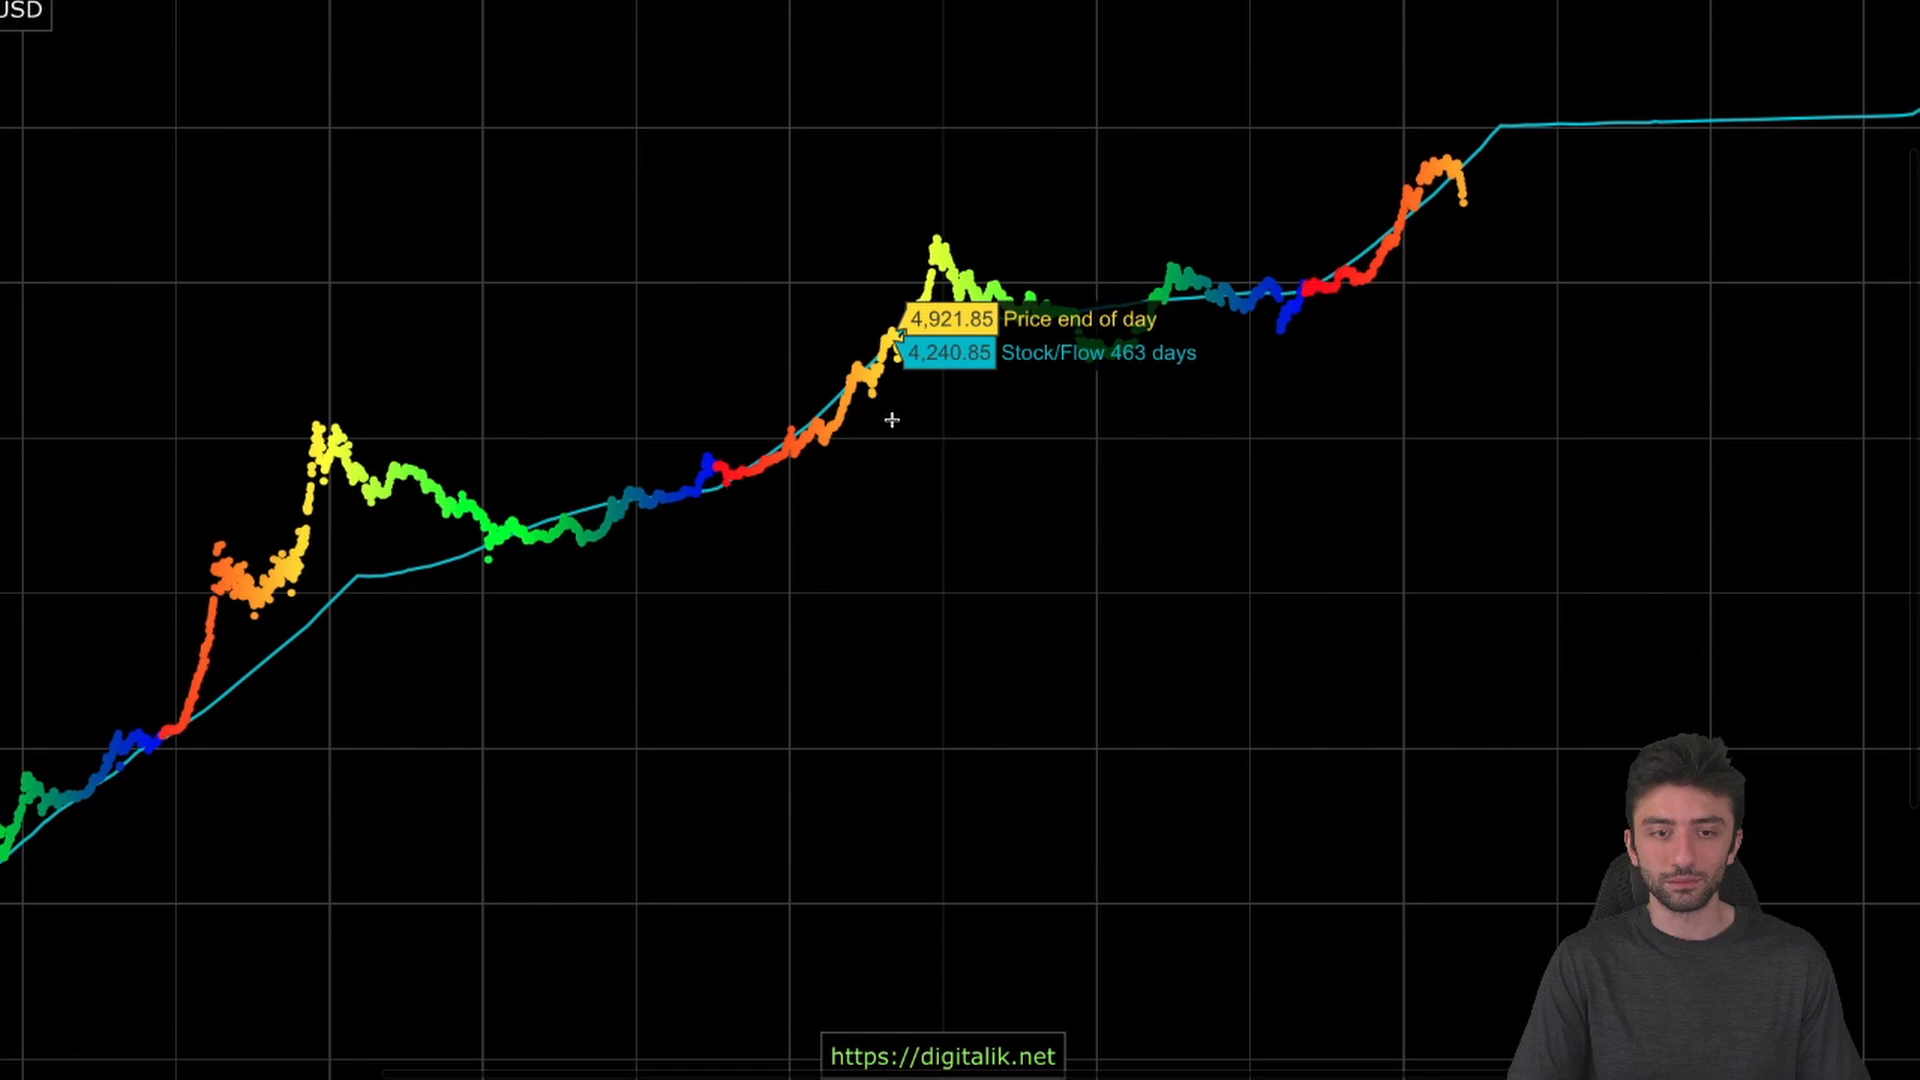 USD
4,921.85 Price end of day
4,240.85 Stock/Flow 463 days
https://digitalik.net